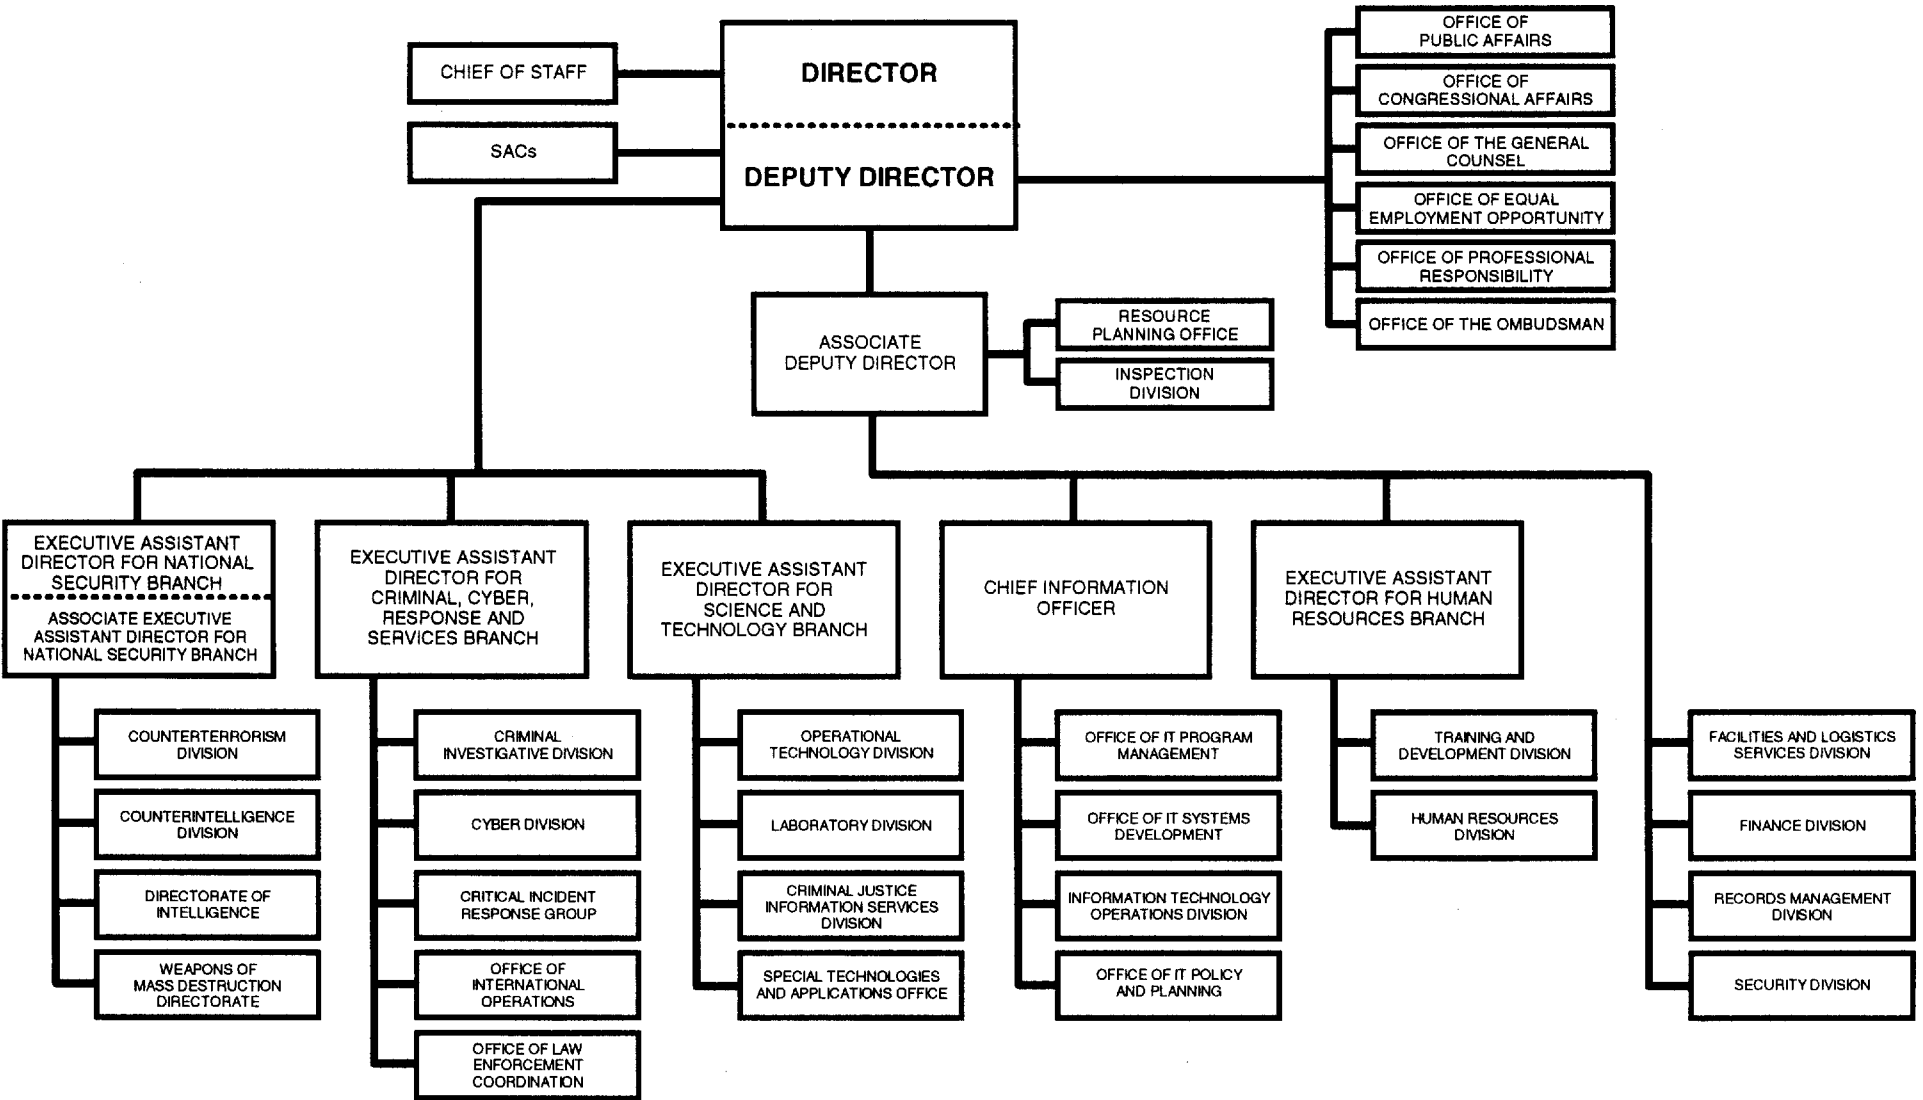 CHIEF OF STAFF
SACs
DIRECTOR
DEPUTY DIRECTOR
OFFICE OF
PUBLIC AFFAIRS
OFFICE OF
CONGRESSIONAL AFFAIRS
OFFICE OF THE GENERAL
COUNSEL
OFFICE OF EQUAL
EMPLOYMENT OPPORTUNITY
OFFICE OF PROFESSIONAL
RESPONSIBILITY
OFFICE OF THE OMBUDSMAN
ASSOCIATE
DEPUTY DIRECTOR
RESOURCE
PLANNING OFFICE
INSPECTION
DIVISION
EXECUTIVE ASSISTANT
DIRECTOR FOR NATIONAL
SECURITY BRANCH
ASSOCIATE EXECUTIVE
ASSISTANT DIRECTOR FOR
NATIONAL SECURITY BRANCH
COUNTERTERRORISM
DIVISION
COUNTERINTELLIGENCE
DIVISION
DIRECTORATE OF
INTELLIGENCE
WEAPONS OF
MASS DESTRUCTION
DIRECTORATE
EXECUTIVE ASSISTANT
DIRECTOR FOR
CRIMINAL, CYBER,
RESPONSE AND
SERVICES BRANCH
CRIMINAL
INVESTIGATIVE DIVISION
CYBER DIVISION
CRITICAL INCIDENT
RESPONSE GROUP
OFFICE OF
INTERNATIONAL
OPERATIONS
OFFICE OF LAW
ENFORCEMENT
COORDINATION
EXECUTIVE ASSISTANT
DIRECTOR FOR
SCIENCE AND
TECHNOLOGY BRANCH
OPERATIONAL
TECHNOLOGY DIVISION
LABORATORY DIVISION
CRIMINAL JUSTICE
INFORMATION SERVICES
DIVISION
SPECIAL TECHNOLOGIES
AND APPLICATIONS OFFICE
CHIEF INFORMATION
OFFICER
OFFICE OF IT PROGRAM
MANAGEMENT
OFFICE OF IT SYSTEMS
DEVELOPMENT
INFORMATION TECHNOLOGY
OPERATIONS DIVISION
OFFICE OF IT POLICY
AND PLANNING
EXECUTIVE ASSISTANT
DIRECTOR FOR HUMAN
RESOURCES BRANCH
TRAINING AND
DEVELOPMENT DIVISION
HUMAN RESOURCES
DIVISION
FACILITIES AND LOGISTICS
SERVICES DIVISION
FINANCE DIVISION
RECORDS MANAGEMENT
DIVISION
SECURITY DIVISION